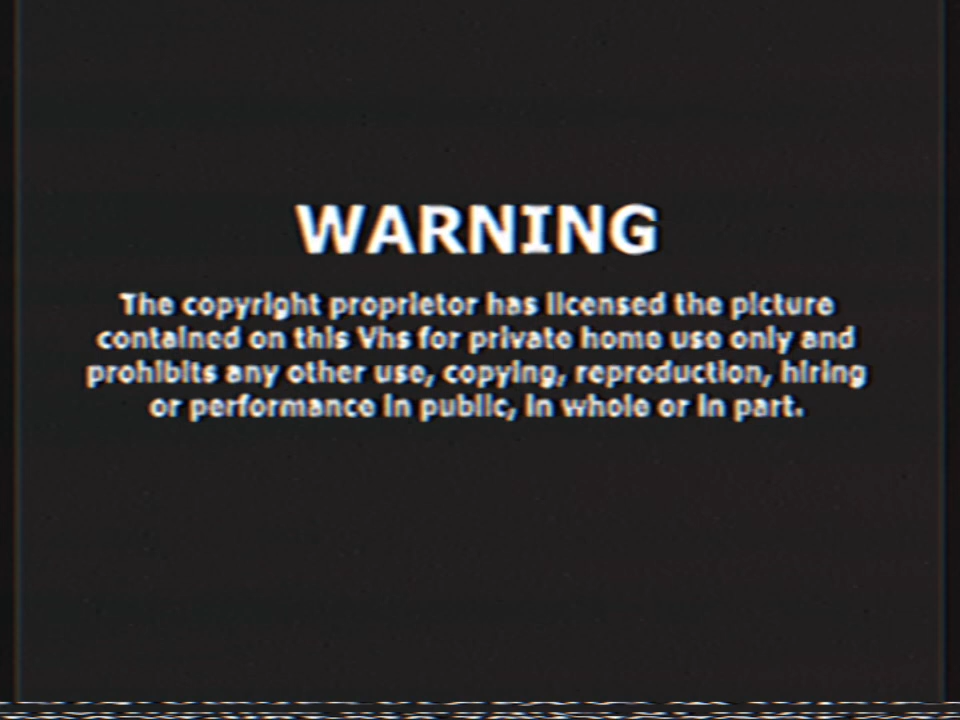 WARNING
The copyright proprietor has licensed the picture
contained on this Vhs for private home use only and
prohibits any other use, copying, reproduction, hiring
or performance in public, in whole or in part.